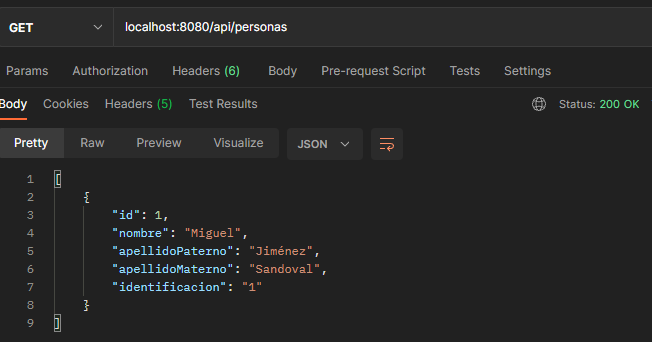 GET localhost:8080/api/personas
Params Authorization Headers (6) Body Pre-request Script Tests Settings
Body Cookies Headers (5) Test Results Status: 200 OK
Pretty Raw Preview Visualize JSON
1 [
2 {
3 "id": 1,
4 "nombre": "Miguel",
5 "apellidoPaterno": "Jiménez",
6 "apellidoMaterno": "Sandoval",
7 "identificacion": "1"
8 }
9 ]